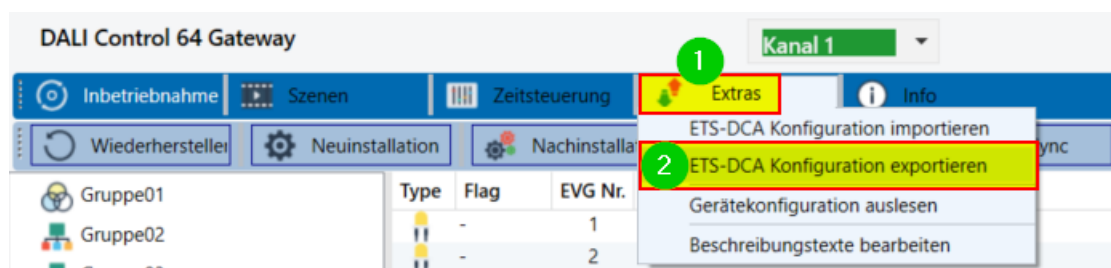 DALI Control 64 Gateway
Kanal 1
1
Inbetriebnahme Szenen Zeitsteuerung Extras Info
ETS-DCA Konfiguration importieren
Wiederherstellen Neuinstallation Nachinstalla ync
2 ETS-DCA Konfiguration exportieren
Gruppe01 Type Flag EVG Nr.
Gerätekonfiguration auslesen
- 1
Gruppe02
Beschreibungstexte bearbeiten
- 2